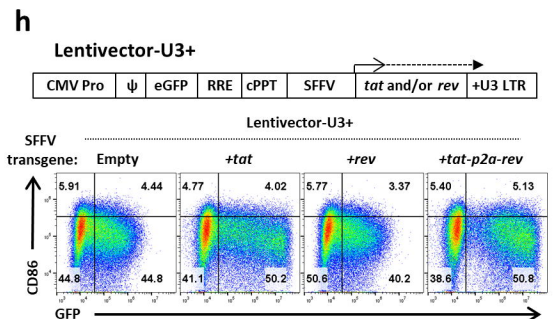 h
Lentivector-U3+
CMV Pro ψ eGFP RRE cPPT SFFV tat and/or rev +U3 LTR
Lentivector-U3+
SFFV
transgene: Empty +tat +rev +tat-p2a-rev
5.91 4.44 4.77 4.02 5.77 3.37 5.40 5.13
CD86
44.8 44.8 41.1 50.2 50.6 40.2 38.6 50.8
GFP